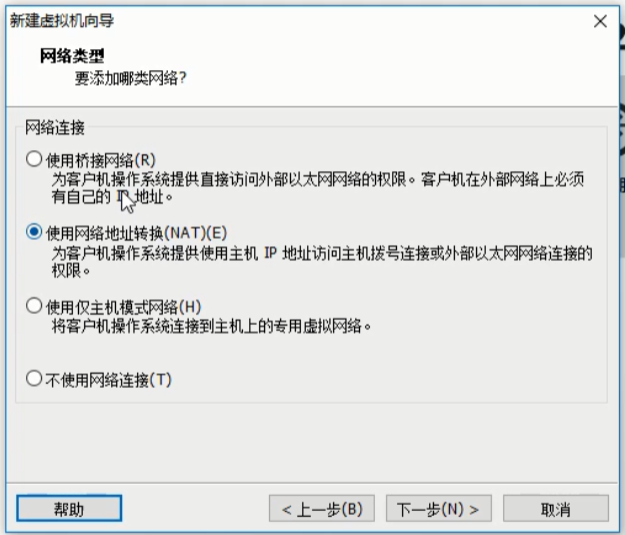 新建虚拟机向导
网络类型
要添加哪类网络?
网络连接
使用桥接网络(R)
为客户机操作系统提供直接访问外部以太网网络的权限。客户机在外部网络上必须
有自己的 IP 地址。
使用网络地址转换(NAT)(E)
为客户机操作系统提供使用主机 IP 地址访问主机拨号连接或外部以太网网络连接的
权限。
使用仅主机模式网络(H)
将客户机操作系统连接到主机上的专用虚拟网络。
不使用网络连接(T)
帮助
< 上一步(B)
下一步(N) >
取消